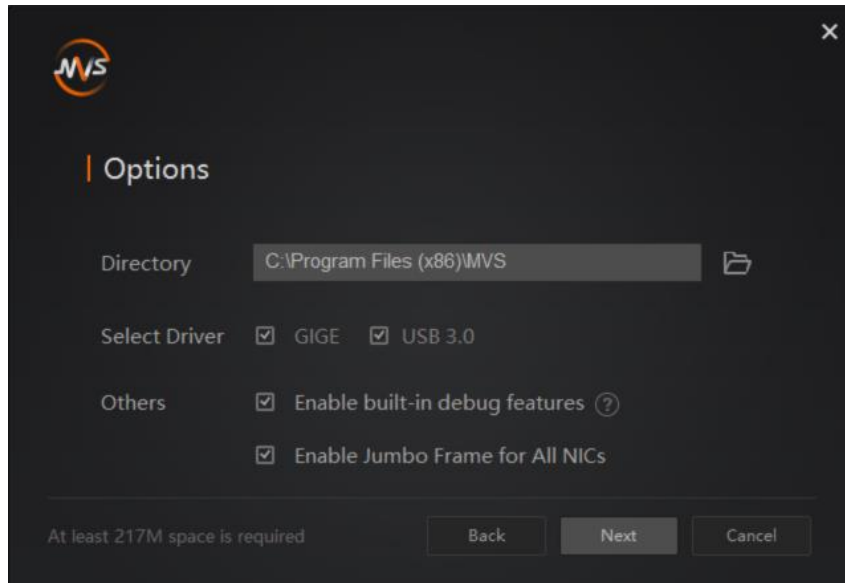 MVS
Options
Directory C:\Program Files (x86)\MVS
Select Driver GIGE USB 3.0
Others Enable built-in debug features ?
Enable Jumbo Frame for All NICs
At least 217M space is required Back Next Cancel